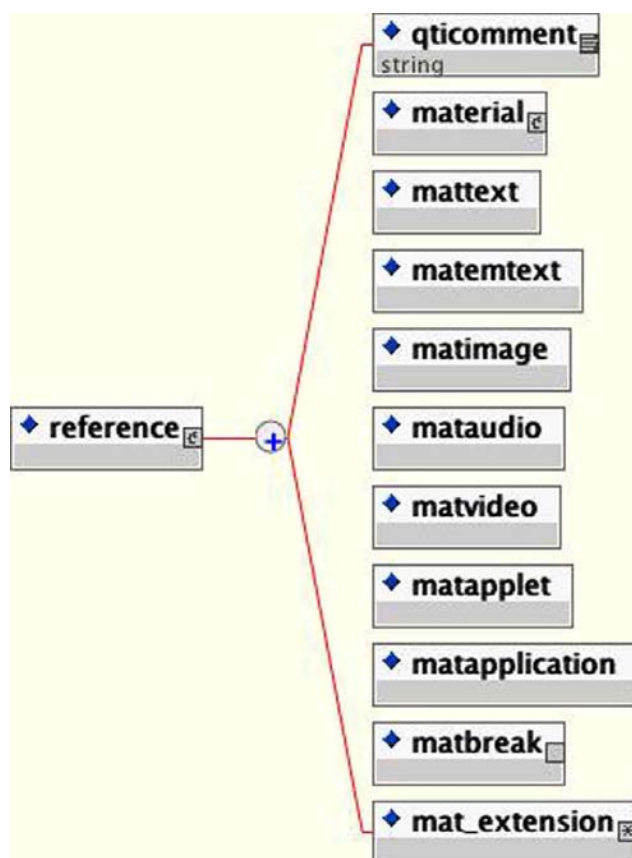 qticomment
string
material
mattext
matemtext
matimage
reference
mataudio
matvideo
matapplet
matapplication
matbreak
mat_extension